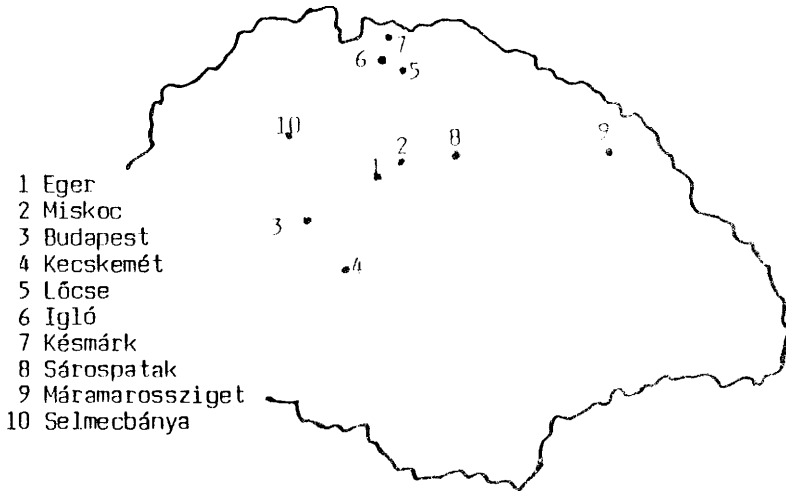 7
6
5
10
9
8
2
1
3
4
1 Eger
2 Miskoc
3 Budapest
4 Kecskemét
5 Lőcse
6 Igló
7 Késmárk
8 Sárospatak
9 Máramarossziget
10 Selmecbánya